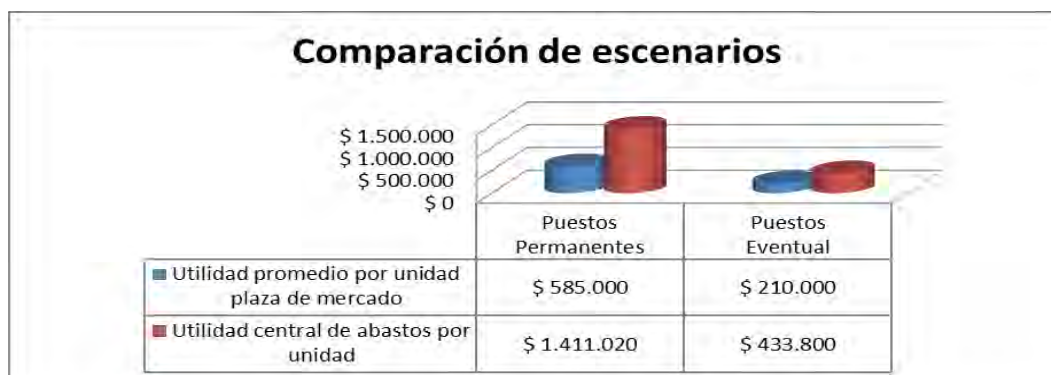 Comparación de escenarios
$ 1.500.000
$ 1.000.000
$ 500.000
$ 0
Puestos
Permanentes
Puestos
Eventual
Utilidad promedio por unidad
plaza de mercado
$ 585.000
$ 210.000
Utilidad central de abastos por
unidad
$ 1.411.020
$ 433.800